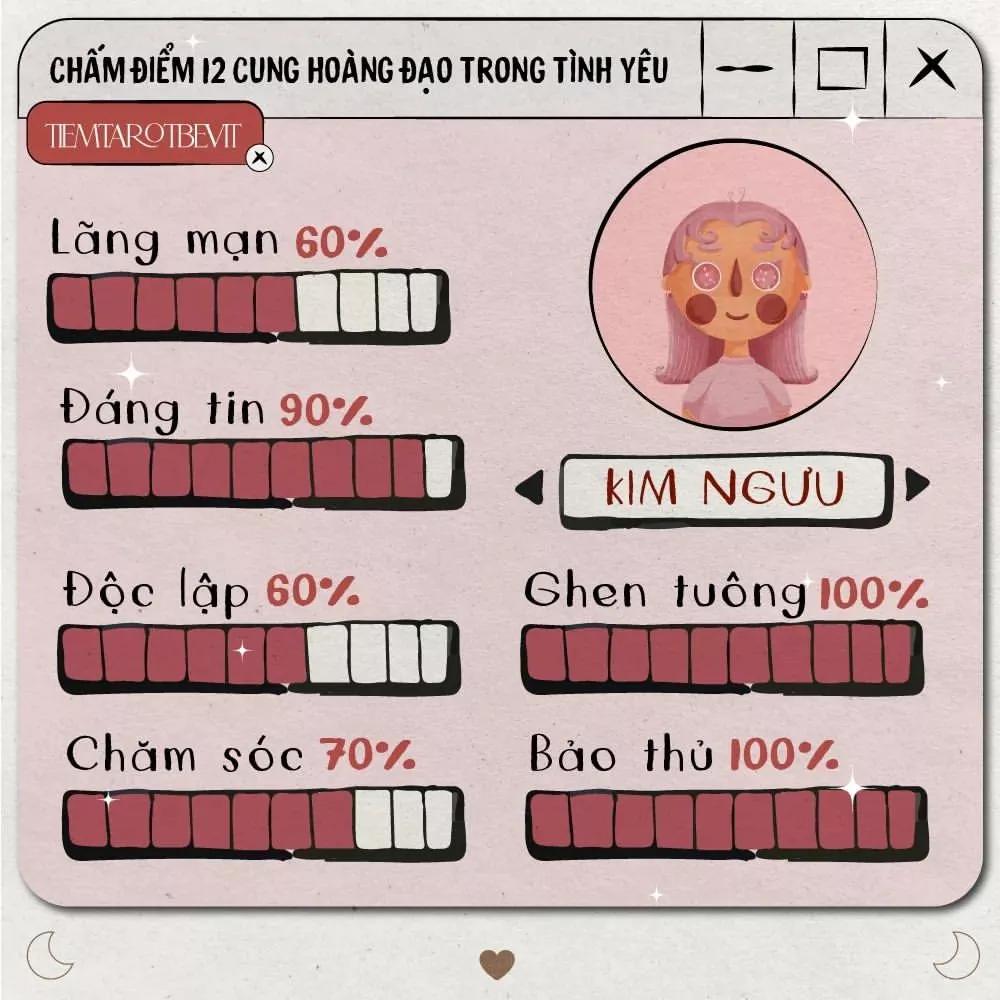 CHẤM ĐIỂM 12 CUNG HOÀNG ĐẠO TRONG TÌNH YÊU
TIEMTAROTBEVIT
Lãng mạn 60%
Đáng tin 90%
KIM NGƯU
Độc lập 60%
Ghen tuông 100%
Chăm sóc 70%
Bảo thủ 100%